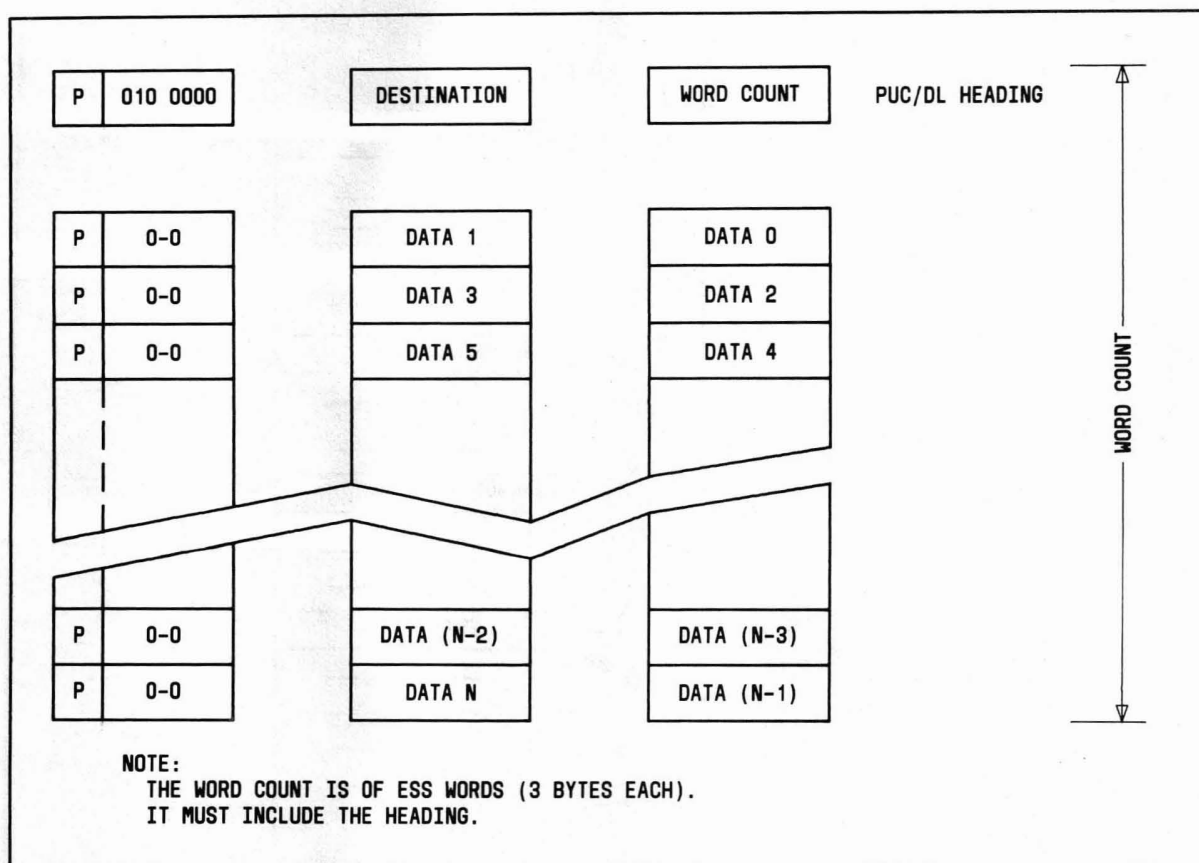 P 010 0000 DESTINATION WORD COUNT PUC/DL HEADING
P 0-0 DATA 1 DATA 0
P 0-0 DATA 3 DATA 2
P 0-0 DATA 5 DATA 4
WORD COUNT
P 0-0 DATA (N-2) DATA (N-3)
P 0-0 DATA N DATA (N-1)
NOTE:
THE WORD COUNT IS OF ESS WORDS (3 BYTES EACH).
IT MUST INCLUDE THE HEADING.